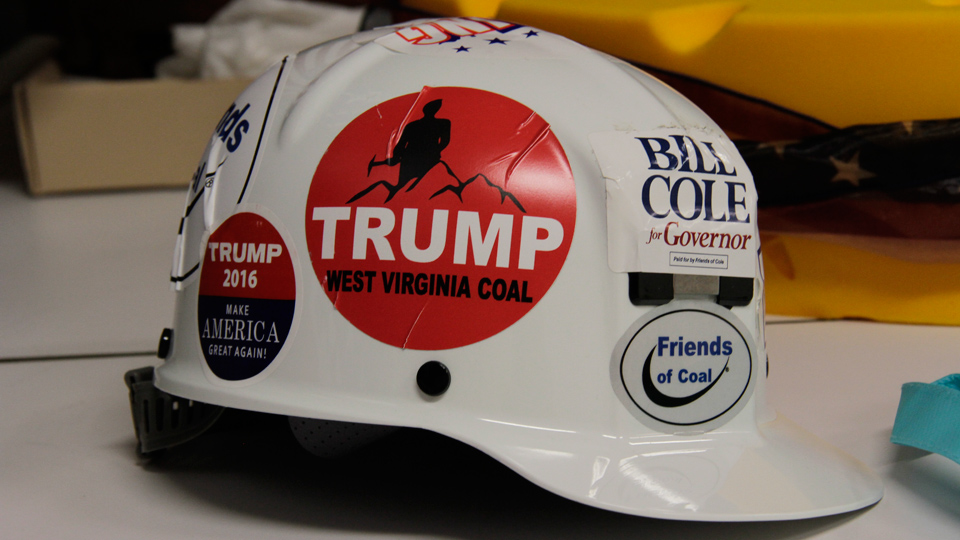 TRUMP
WEST VIRGINIA COAL
TRUMP
2016
MAKE
AMERICA
GREAT AGAIN!
BILL
COLE
for Governor
Paid for by Friends of Cole
Friends
of Coal